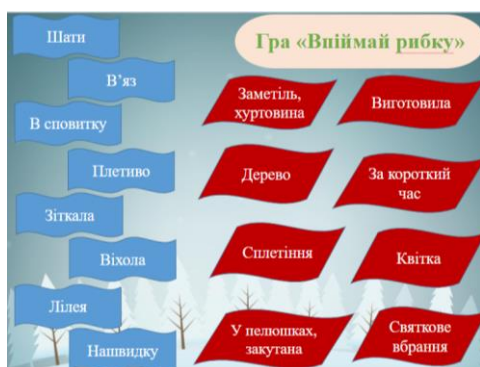 Гра «Впіймай рибку»
Шати
В’яз
В сповитку
Плетиво
Зіткала
Віхола
Лілея
Нашвидку
Заметіль,
хуртовина
Виготовила
Дерево
За короткий
час
Сплетіння
Квітка
У пелюшках,
закутана
Святкове
вбрання